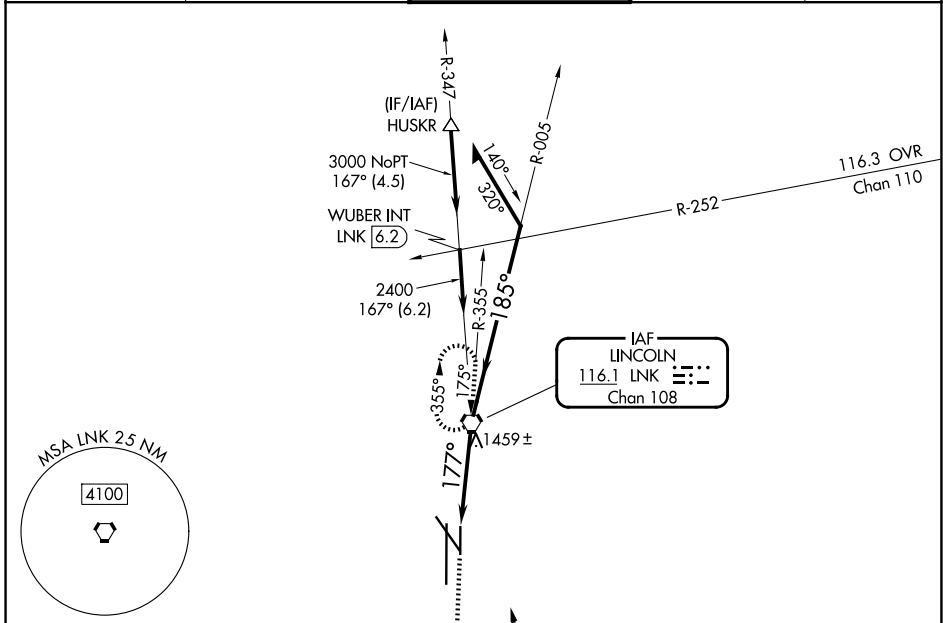 R-347
(IF/IAF)
HUSKR
R-005
3000 NoPT
167° (4.5)
140°
320°
116.3 OVR
Chan 110
R-252
WUBER INT
LNK 6.2
2400
167° (6.2)
R-355
185°
IAF
LINCOLN
116.1 LNK
Chan 108
355°
175°
1459±
177°
MSA LNK 25 NM
4100